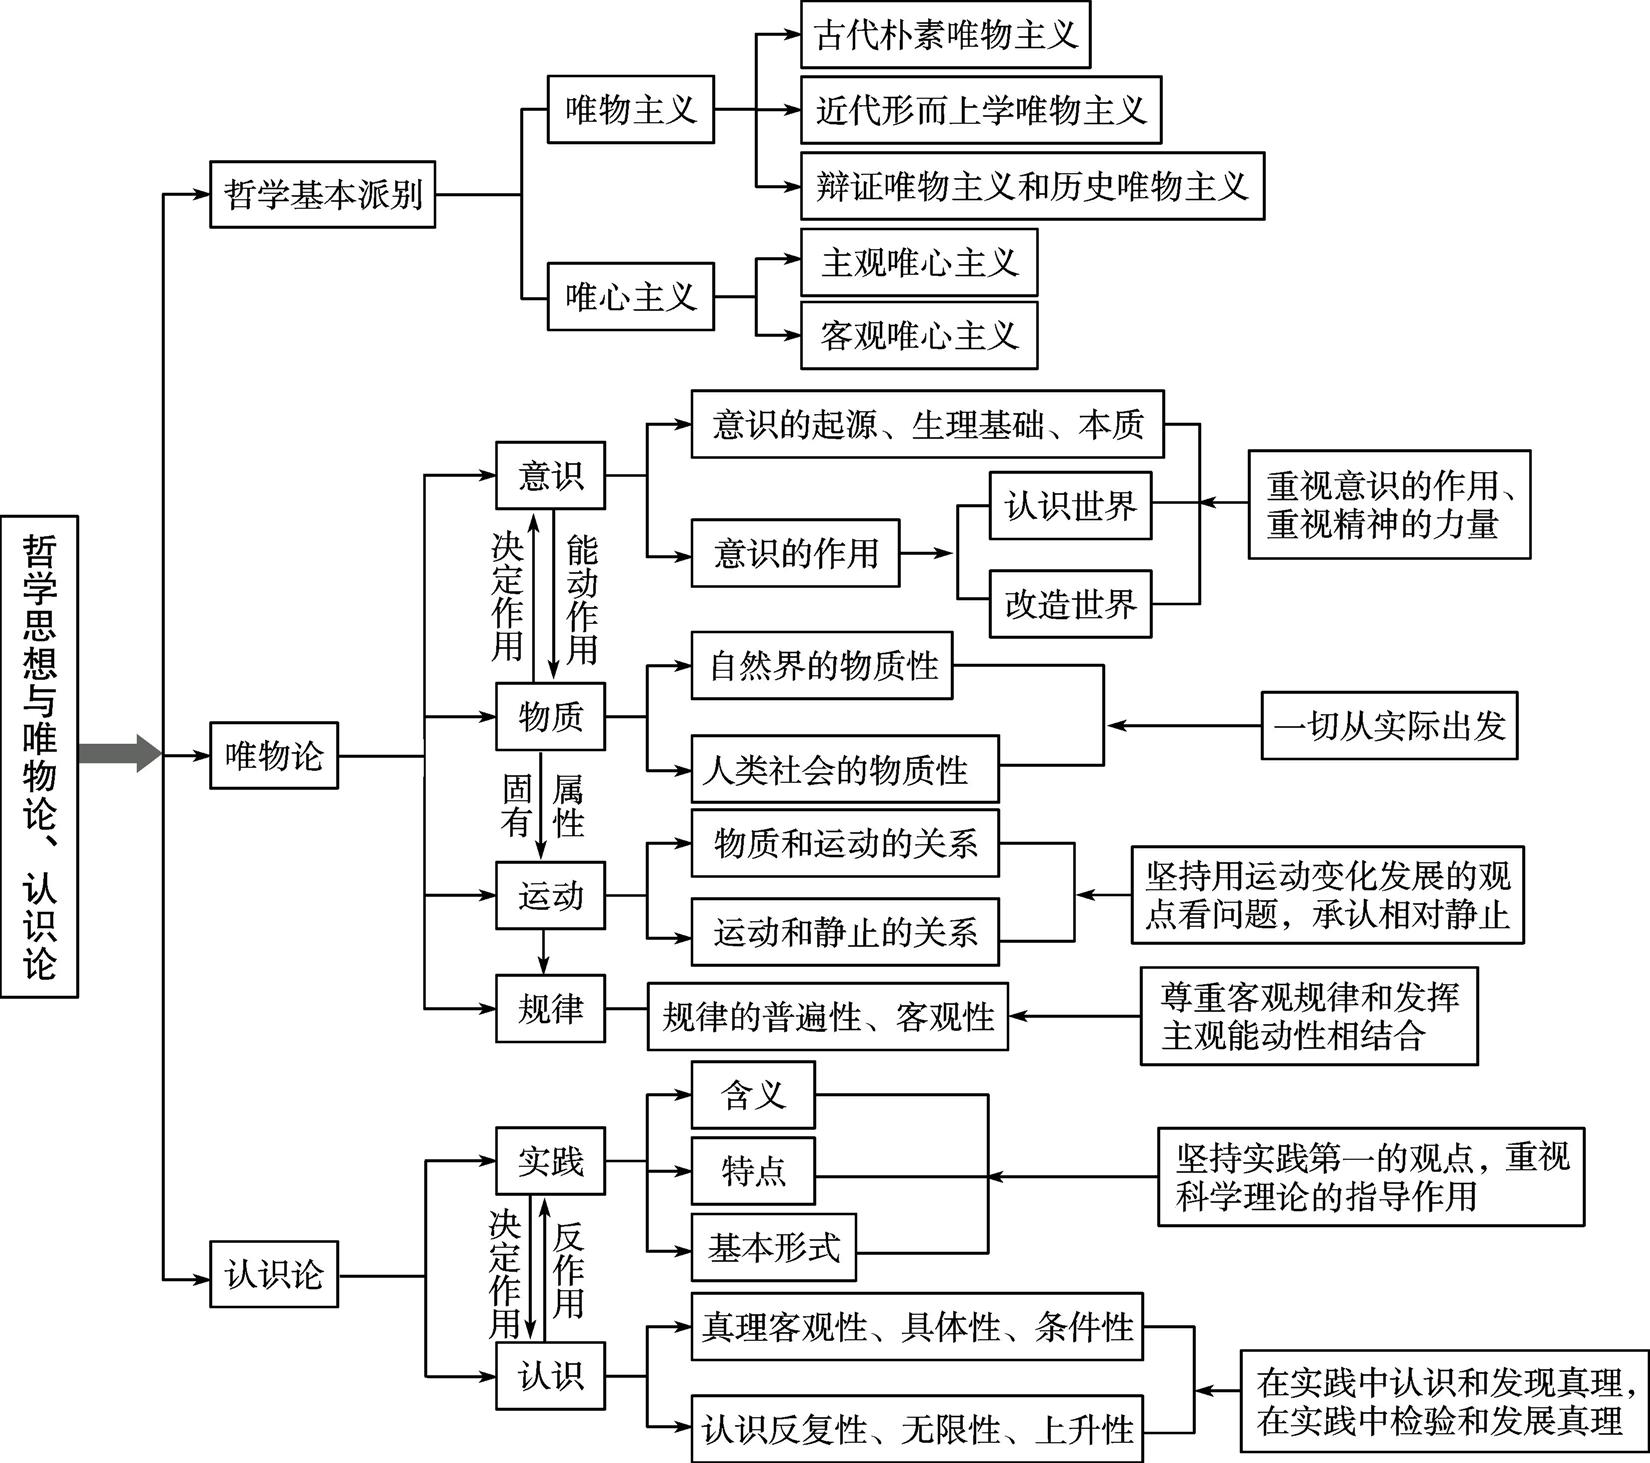 哲学思想与唯物论、认识论
哲学基本派别
唯物主义
古代朴素唯物主义
近代形而上学唯物主义
辩证唯物主义和历史唯物主义
唯心主义
主观唯心主义
客观唯心主义
唯物论
意识
意识的起源、生理基础、本质
意识的作用
认识世界
改造世界
重视意识的作用、
重视精神的力量
决定作用
能动作用
物质
自然界的物质性
人类社会的物质性
一切从实际出发
固有
属性
运动
物质和运动的关系
运动和静止的关系
坚持用运动变化发展的观
点看问题，承认相对静止
规律
规律的普遍性、客观性
尊重客观规律和发挥
主观能动性相结合
认识论
实践
含义
特点
基本形式
坚持实践第一的观点，重视
科学理论的指导作用
决定作用
反作用
认识
真理客观性、具体性、条件性
认识反复性、无限性、上升性
在实践中认识和发现真理，
在实践中检验和发展真理